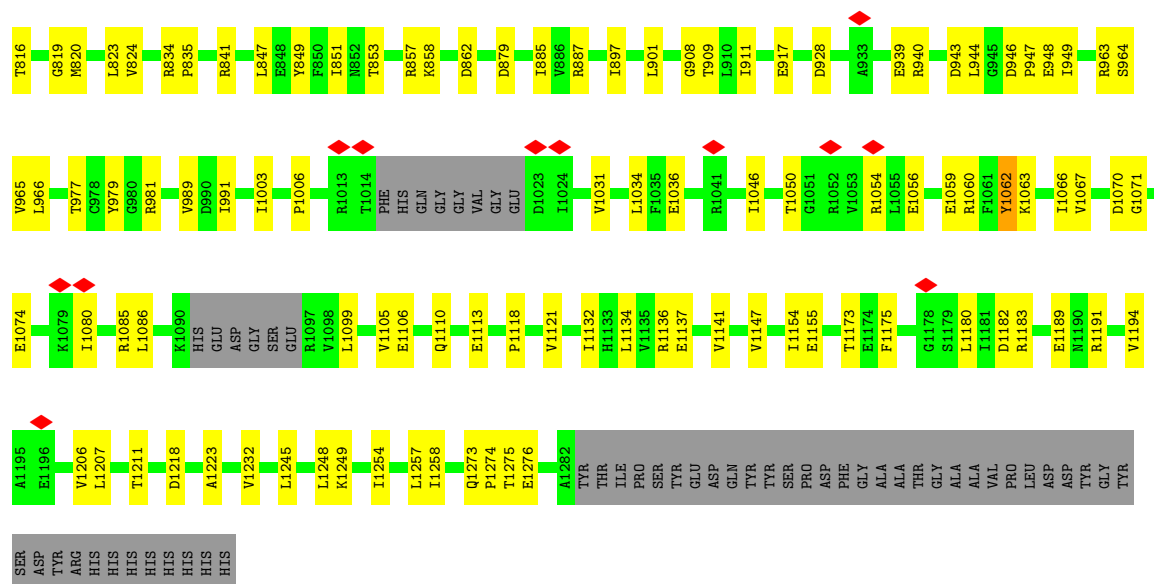 T816 G819 M820 L823 V824 R834 P835 R841 L847 E848 Y849 F850 I851 N852 T853 R857 K858 D862 D879 I885 V886 R887 I897 L901 G908 T909 L910 I911 E917 D928 A933 E939 R940 D943 L944 G945 D946 P947 E948 I949 R963 S964
V965 L966 T977 C978 Y979 G980 R981 V989 D990 I991 I1003 P1006 R1013 T1014 PHE HIS GLN GLY GLY VAL GLY GLU D1023 I1024 V1031 L1034 F1035 E1036 R1041 I1046 T1050 G1051 R1052 V1053 R1054 L1055 E1056 E1059 R1060 F1061 Y1062 K1063 I1066 V1067 D1070 G1071
E1074 K1079 I1080 R1085 L1086 K1090 HIS GLU ASP GLY SER GLU R1097 V1098 L1099 V1105 E1106 Q1110 E1113 P1118 V1121 I1132 H1133 L1134 V1135 R1136 E1137 V1141 V1147 I1154 E1155 T1173 E1174 F1175 G1178 S1179 L1180 I1181 D1182 R1183 E1189 N1190 R1191 V1194
A1195 E1196 V1206 L1207 T1211 D1218 A1223 V1232 L1245 L1248 K1249 I1254 L1257 I1258 Q1273 P1274 T1275 E1276 A1282 TYR THR ILE PRO SER TYR GLU ASP GLN TYR TYR SER PRO ASP PHE GLY ALA ALA THR GLY ALA ALA VAL PRO LEU ASP ASP TYR GLY TYR
SER ASP TYR ARG HIS HIS HIS HIS HIS HIS HIS HIS